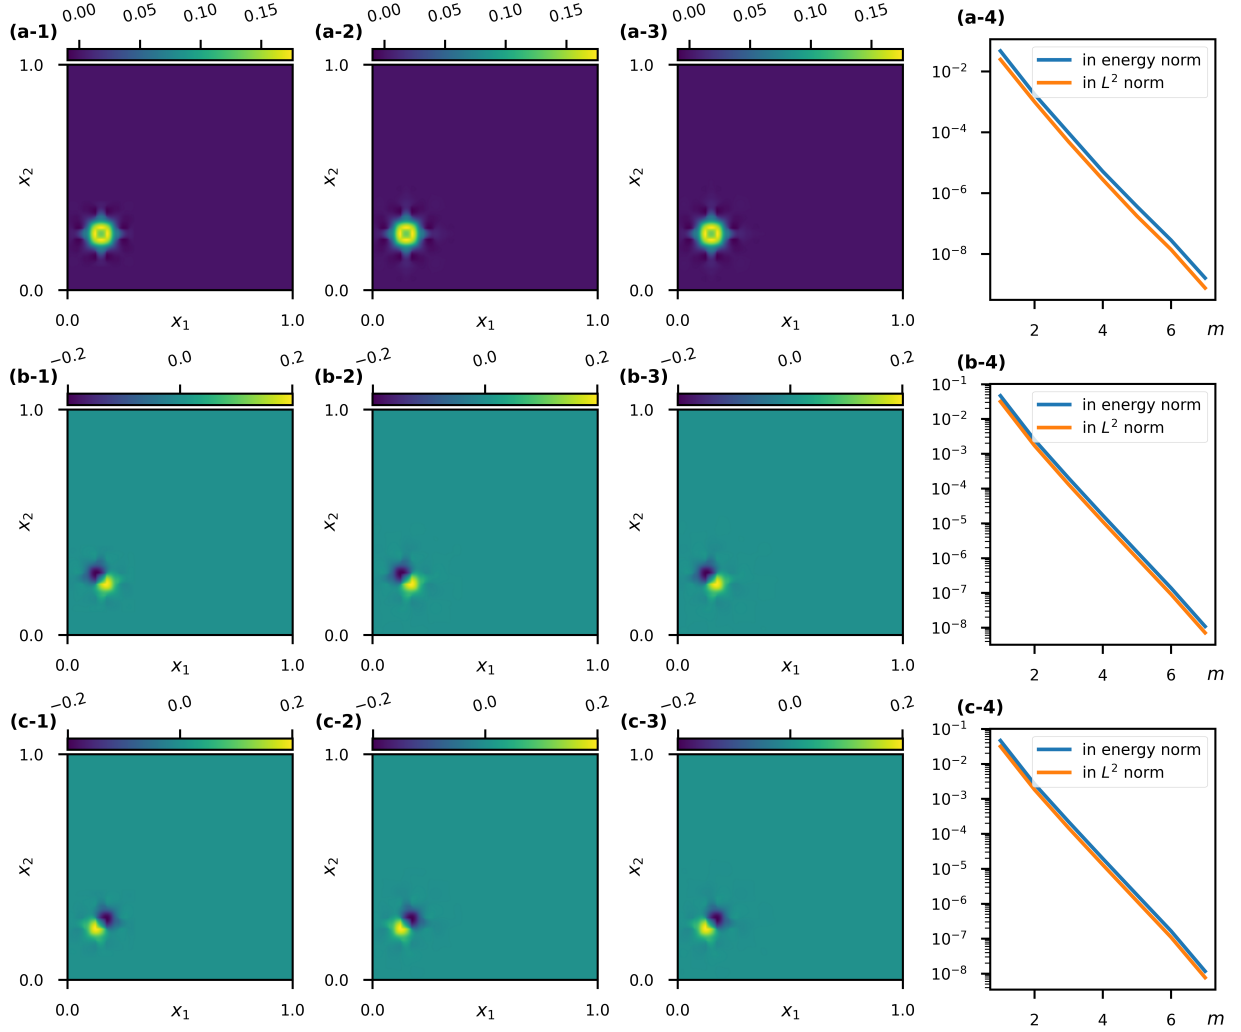 0.00 0.05 0.10 0.15 0.00 0.05 0.10 0.15 0.00 0.05 0.10 0.15
(a-1) (a-2) (a-3) (a-4)
1.0 1.0 1.0
in energy norm
in L² norm
10⁻²
10⁻⁴
10⁻⁶
10⁻⁸
x₂ x₂ x₂
0.0 0.0 0.0
0.0 x₁ 1.0 0.0 x₁ 1.0 0.0 x₁ 1.0
2 4 6 m
−0.2 0.0 0.2 −0.2 0.0 0.2 −0.2 0.0 0.2
(b-1) (b-2) (b-3) (b-4)
1.0 1.0 1.0
in energy norm
in L² norm
10⁻¹
10⁻²
10⁻³
10⁻⁴
10⁻⁵
10⁻⁶
10⁻⁷
10⁻⁸
x₂ x₂ x₂
0.0 0.0 0.0
0.0 x₁ 1.0 0.0 x₁ 1.0 0.0 x₁ 1.0
2 4 6 m
−0.2 0.0 0.2 −0.2 0.0 0.2 −0.2 0.0 0.2
(c-1) (c-2) (c-3) (c-4)
1.0 1.0 1.0
in energy norm
in L² norm
10⁻¹
10⁻²
10⁻³
10⁻⁴
10⁻⁵
10⁻⁶
10⁻⁷
10⁻⁸
x₂ x₂ x₂
0.0 0.0 0.0
0.0 x₁ 1.0 0.0 x₁ 1.0 0.0 x₁ 1.0
2 4 6 m